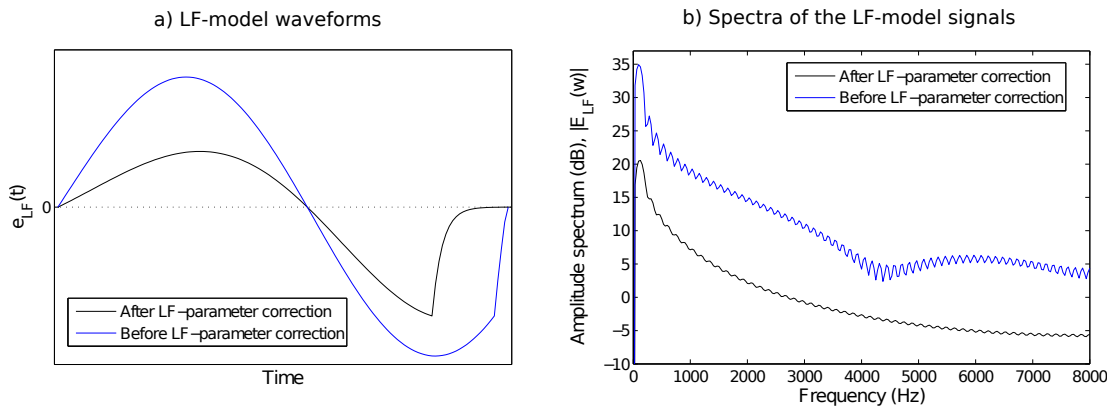 a) LF-model waveforms
e_LF(t)
0
After LF-parameter correction
Before LF-parameter correction
Time
b) Spectra of the LF-model signals
Amplitude spectrum (dB), |E_LF(w)|
35
30
25
20
15
10
5
0
−5
−10
After LF-parameter correction
Before LF-parameter correction
0 1000 2000 3000 4000 5000 6000 7000 8000
Frequency (Hz)